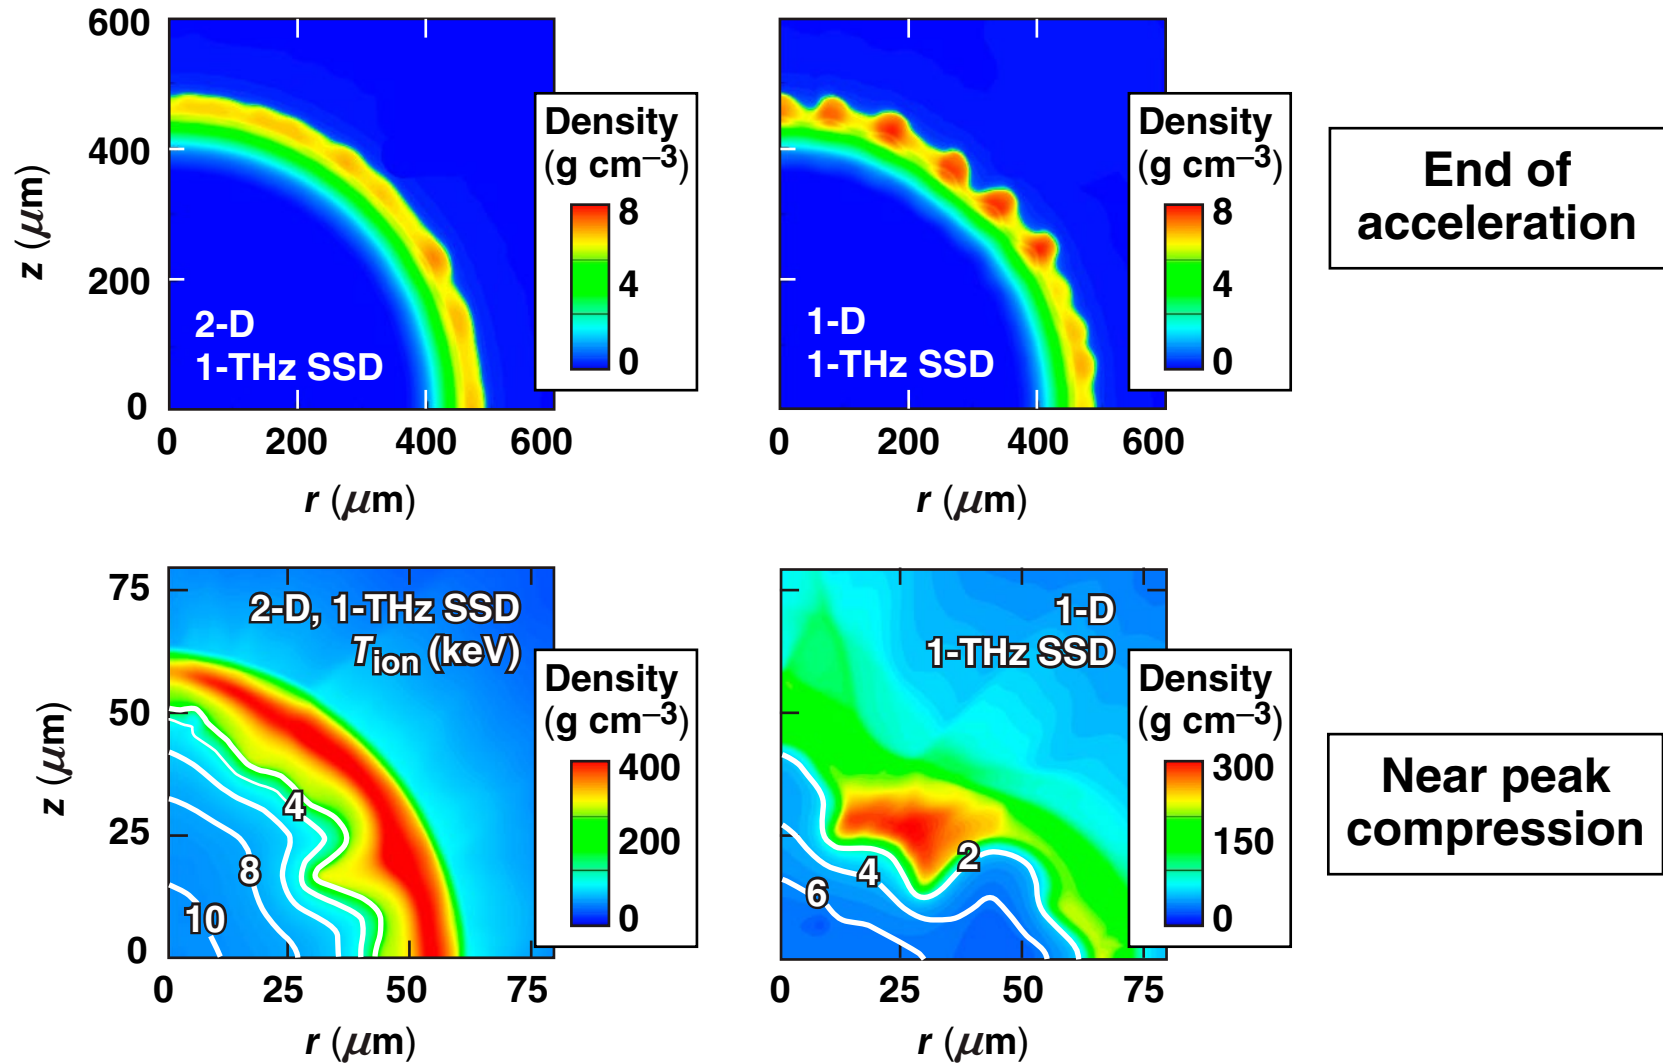 600
400
200
0
z (μm)
2-D
1-THz SSD
Density
(g cm–3)
8
4
0
0 200 400 600
r (μm)
1-D
1-THz SSD
Density
(g cm–3)
8
4
0
0 200 400 600
r (μm)
End of
acceleration
75
50
25
0
z (μm)
2-D, 1-THz SSD
Tion (keV)
4
8
10
Density
(g cm–3)
400
200
0
0 25 50 75
r (μm)
1-D
1-THz SSD
2
4
6
Density
(g cm–3)
300
150
0
0 25 50 75
r (μm)
Near peak
compression